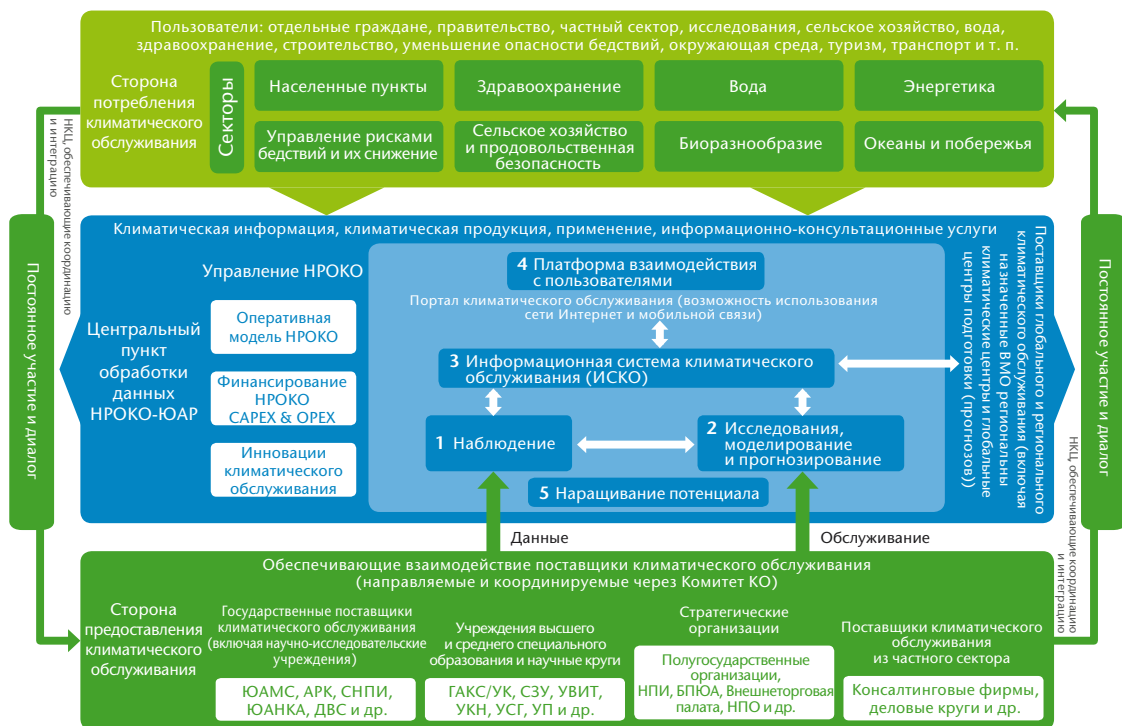 Пользователи: отдельные граждане, правительство, частный сектор, исследования, сельское хозяйство, вода,
здравоохранение, строительство, уменьшение опасности бедствий, окружающая среда, туризм, транспорт и т. п.
Сторона
потребления
климатического
обслуживания
Секторы
Населенные пункты
Здравоохранение
Вода
Энергетика
Управление рисками
бедствий и их снижение
Сельское хозяйство
и продовольственная
безопасность
Биоразнообразие
Океаны и побережья
НКЦ, обеспечивающие координацию
и интеграцию
Постоянное участие и диалог
Климатическая информация, климатическая продукция, применение, информационно-консультационные услуги
Центральный
пункт
обработки
данных
НРОКО-ЮАР
Управление НРОКО
Оперативная
модель НРОКО
Финансирование
НРОКО
CAPEX & OPEX
Инновации
климатического
обслуживания
4 Платформа взаимодействия
с пользователями
Портал климатического обслуживания (возможность использования
сети Интернет и мобильной связи)
3 Информационная система климатического
обслуживания (ИСКО)
1 Наблюдение
2 Исследования,
моделирование
и прогнозирование
5 Наращивание потенциала
Поставщики глобального и регионального
климатического обслуживания (включая
назначенные ВМО региональны
климатические центры и глобальные
центры подготовки (прогнозов))
Постоянное участие и диалог
НКЦ, обеспечивающие координацию
и интеграцию
Данные
Обслуживание
Обеспечивающие взаимодействие поставщики климатического обслуживания
(направляемые и координируемые через Комитет КО)
Сторона
предоставления
климатического
обслуживания
Государственные поставщики
климатического обслуживания
(включая научно-исследовательские
учреждения)
ЮАМС, АРК, СНПИ,
ЮАНКА, ДВС и др.
Учреждения высшего
и среднего специального
образования и научные круги
ГАКС/УК, СЗУ, УВИТ,
УКН, УСГ, УП и др.
Стратегические
организации
Полугосударственные
организации,
НПИ, БПЮА, Внешнеторговая
палата, НПО и др.
Поставщики климатического
обслуживания
из частного сектора
Консалтинговые фирмы,
деловые круги и др.